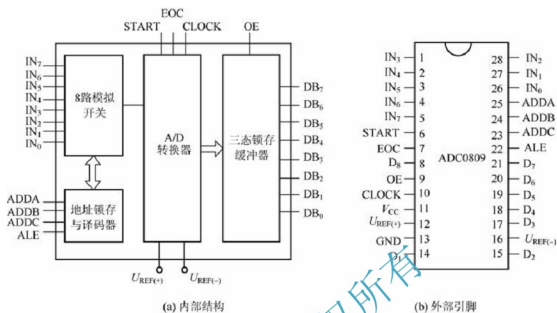 EOC
START CLOCK OE
IN7
IN6
IN5
IN4
IN3
IN2
IN1
IN0
8路模拟
开关
A/D
转换器
三态锁存
缓冲器
DB7
DB6
DB5
DB4
DB3
DB2
DB1
DB0
ADDA
ADDB
ADDC
ALE
地址锁存
与译码器
UREF(+) UREF(-)
(a) 内部结构
IN3 1 28 IN2
IN4 2 27 IN1
IN5 3 26 IN0
IN6 4 25 ADDA
IN7 5 24 ADDB
START 6 23 ADDC
EOC 7 ADC0809 22 ALE
D8 8 21 D7
OE 9 20 D6
CLOCK 10 19 D5
VCC 11 18 D4
UREF(+) 12 17 D3
GND 13 16 UREF(-)
D1 14 15 D2
(b) 外部引脚
所有